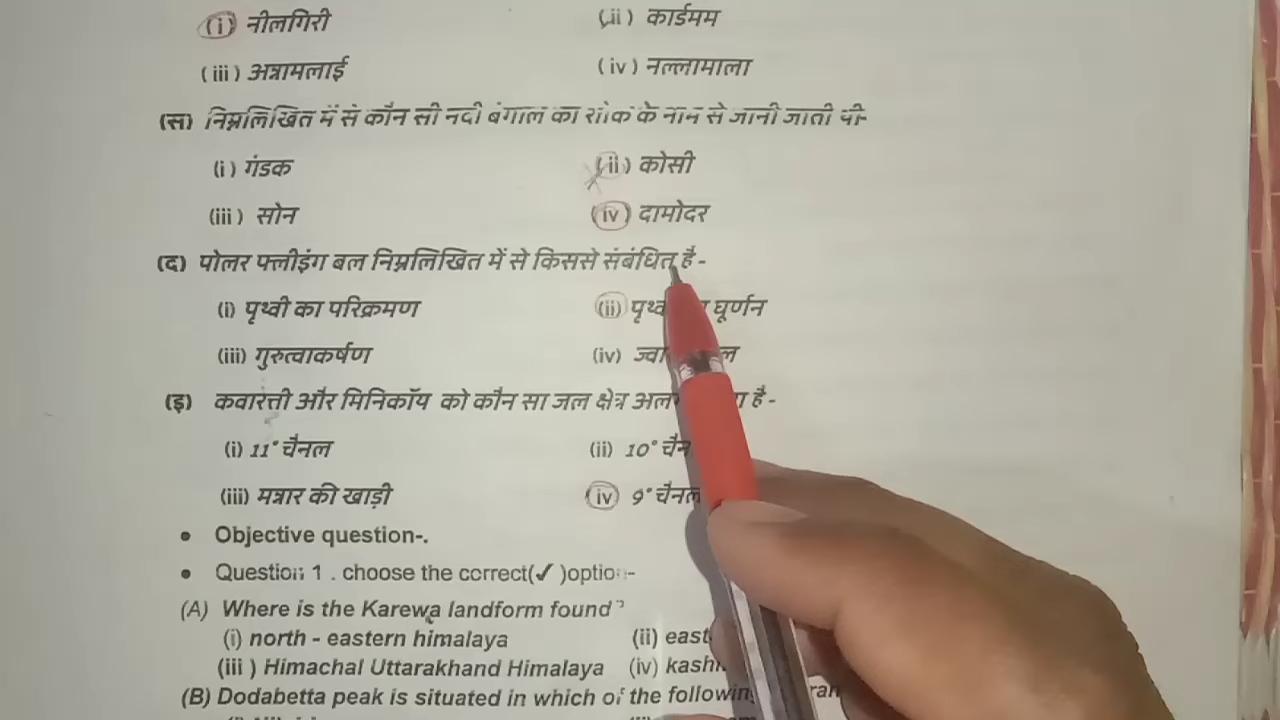 (i) नीलगिरी (ii) कार्डमम
(iii) अन्नामलाई (iv) नल्लामाला
(स) निम्नलिखित में से कौन सी नदी बंगाल का शोक के नाम से जानी जाती थी-
(i) गंडक (ii) कोसी
(iii) सोन (iv) दामोदर
(द) पोलर फ्लीइंग बल निम्नलिखित में से किससे संबंधित है-
(i) पृथ्वी का परिक्रमण (ii) घूर्णन
(iii) गुरुत्वाकर्षण (iv)
(इ) कवारत्ती और मिनिकॉय को कौन सा जल क्षेत्र है-
(i) 11° चैनल (ii) 10°
(iii) मन्नार की खाड़ी (iv) 9° चैनल
• Objective question-.
• Question 1 . choose the correct(✓ )option-
(A) Where is the Karewa landform found?
(i) north - eastern himalaya (ii)
(iii ) Himachal Uttarakhand Himalaya (iv)
(B) Dodabetta peak is situated in which of the following